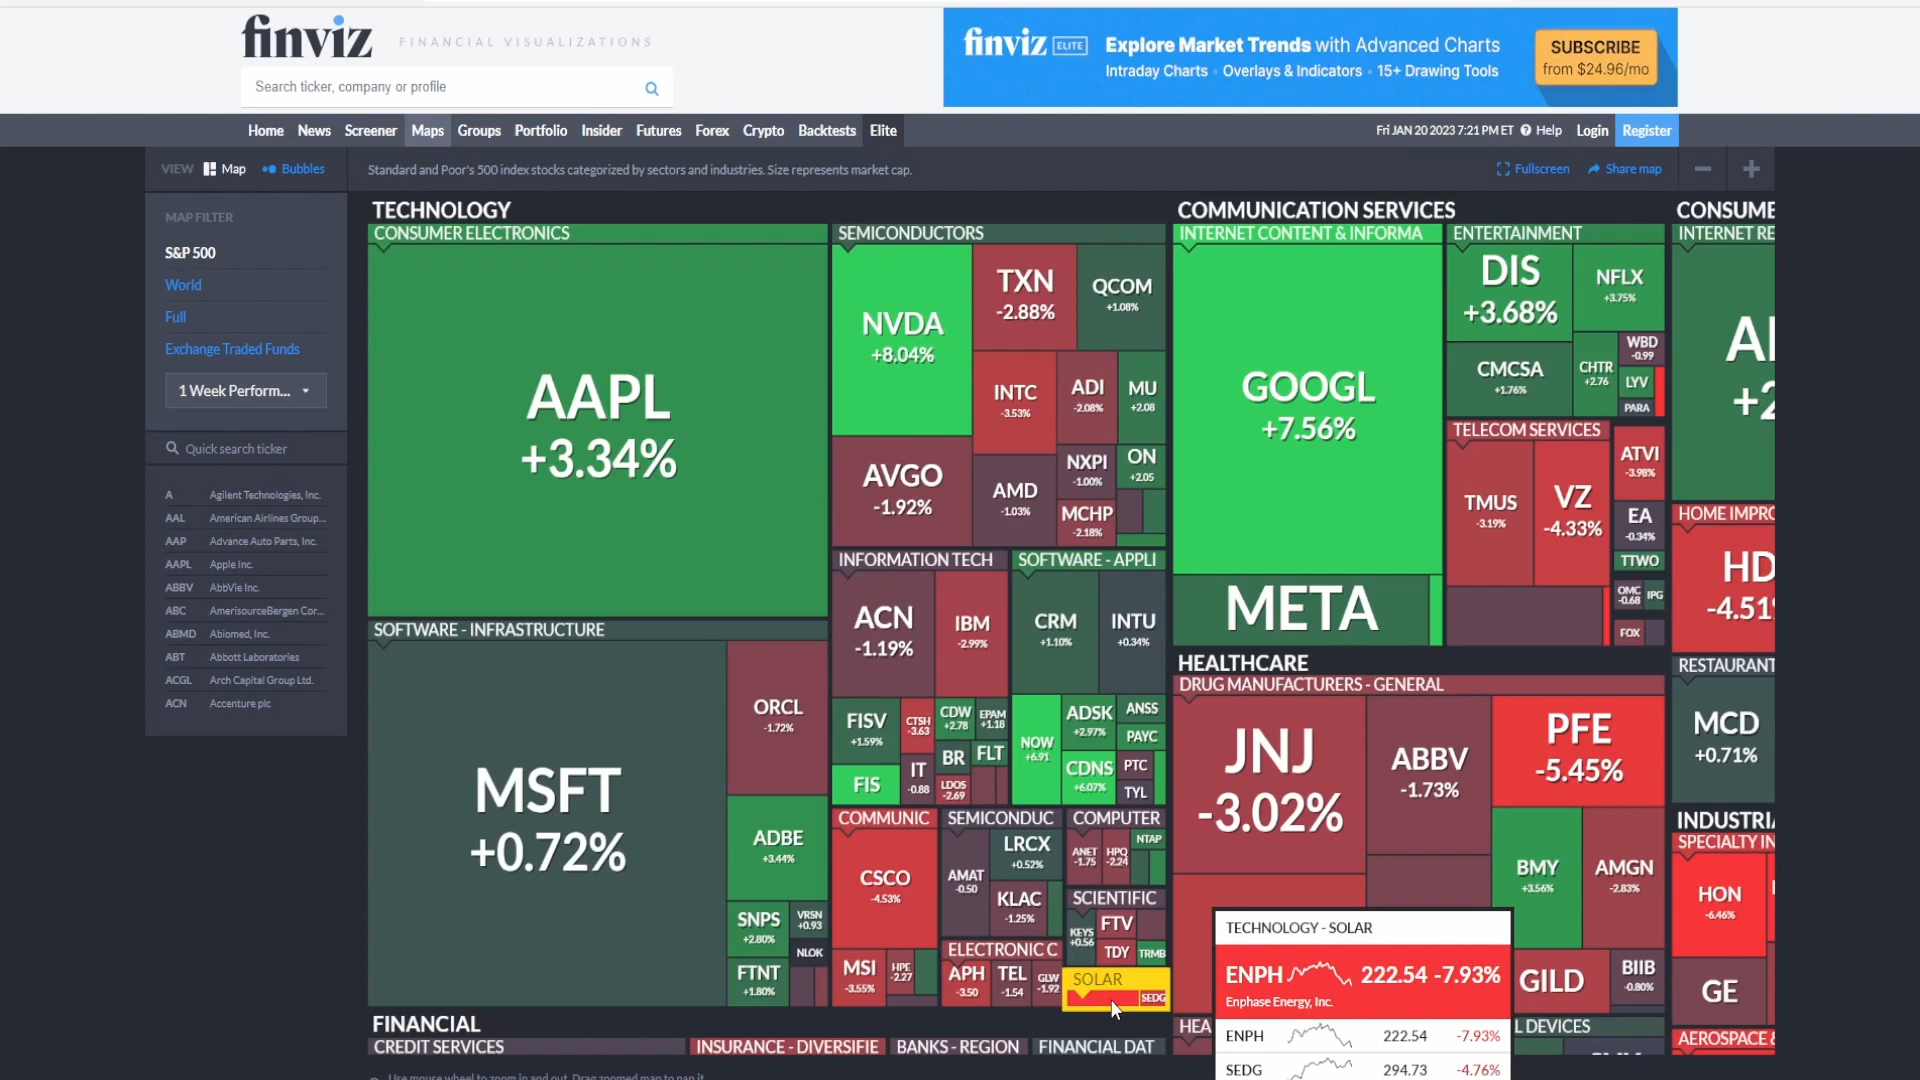 finviz FINANCIAL VISUALIZATIONS
Search ticker, company or profile
finviz ELITE Explore Market Trends with Advanced Charts
Intraday Charts • Overlays & Indicators • 15+ Drawing Tools
SUBSCRIBE
from $24.96/mo
Home News Screener Maps Groups Portfolio Insider Futures Forex Crypto Backtests Elite
Fri JAN 20 2023 7:21 PM ET Help Login Register
VIEW Map Bubbles
Standard and Poor's 500 index stocks categorized by sectors and industries. Size represents market cap.
Fullscreen Share map
MAP FILTER
S&P 500
World
Full
Exchange Traded Funds
1 Week Perform...
Quick search ticker
A Agilent Technologies, Inc.
AAL American Airlines Group...
AAP Advance Auto Parts, Inc.
AAPL Apple Inc.
ABBV AbbVie Inc.
ABC AmerisourceBergen Cor...
ABMD Abiomed, Inc.
ABT Abbott Laboratories
ACGL Arch Capital Group Ltd.
ACN Accenture plc
TECHNOLOGY
CONSUMER ELECTRONICS
AAPL
+3.34%
SOFTWARE - INFRASTRUCTURE
MSFT
+0.72%
ORCL
-1.72%
ADBE
+3.44%
SNPS
+2.80%
VRSN
+0.93
NLOK
FTNT
+1.80%
SEMICONDUCTORS
NVDA
+8.04%
TXN
-2.88%
QCOM
+1.08%
INTC
-3.53%
ADI
-2.08%
MU
+2.08
AVGO
-1.92%
AMD
-1.03%
NXPI
-1.00%
ON
+2.05
MCHP
-2.18%
INFORMATION TECH
ACN
-1.19%
IBM
-2.99%
FISV
+1.59%
CTSH
-3.63
CDW
+2.78
EPAM
+1.18
BR
FLT
FIS
IT
-0.88
LDOS
-2.69
SOFTWARE - APPLI
CRM
+1.10%
INTU
+0.34%
NOW
+6.91
ADSK
+2.97%
ANSS
PAYC
CDNS
+6.07%
PTC
TYL
COMMUNIC
CSCO
-4.53%
MSI
-3.55%
HPE
-2.27
SEMICONDUC
AMAT
-0.50
LRCX
+0.52%
KLAC
-1.25%
COMPUTER
ANET
-1.75
HPQ
-2.24
NTAP
SCIENTIFIC
KEYS
+0.56
FTV
TDY
TRMB
ELECTRONIC C
APH
-3.50
TEL
-1.54
GLW
-1.92
SOLAR
SEDG
COMMUNICATION SERVICES
INTERNET CONTENT & INFORMA
GOOGL
+7.56%
META
ENTERTAINMENT
DIS
+3.68%
NFLX
+3.75%
CMCSA
+1.76%
CHTR
+2.76
WBD
-0.99
LYV
PARA
TELECOM SERVICES
TMUS
-3.19%
VZ
-4.33%
ATVI
-3.98%
EA
-0.34%
TTWO
OMC
-0.68
IPG
FOX
HEALTHCARE
DRUG MANUFACTURERS - GENERAL
JNJ
-3.02%
ABBV
-1.73%
PFE
-5.45%
BMY
+3.56%
AMGN
-2.83%
GILD
BIIB
-0.80%
HEA
L DEVICES
TECHNOLOGY - SOLAR
ENPH 222.54 -7.93%
Enphase Energy, Inc.
ENPH 222.54 -7.93%
SEDG 294.73 -4.76%
CONSUME
INTERNET RE
+2
HOME IMPRO
HD
-4.51
RESTAURANT
MCD
+0.71%
INDUSTRIA
SPECIALTY IN
HON
-6.46%
GE
AEROSPACE &
FINANCIAL
CREDIT SERVICES
INSURANCE - DIVERSIFIE
BANKS - REGION
FINANCIAL DAT
Use mouse wheel to zoom in and out. Drag zoomed map to pan it.